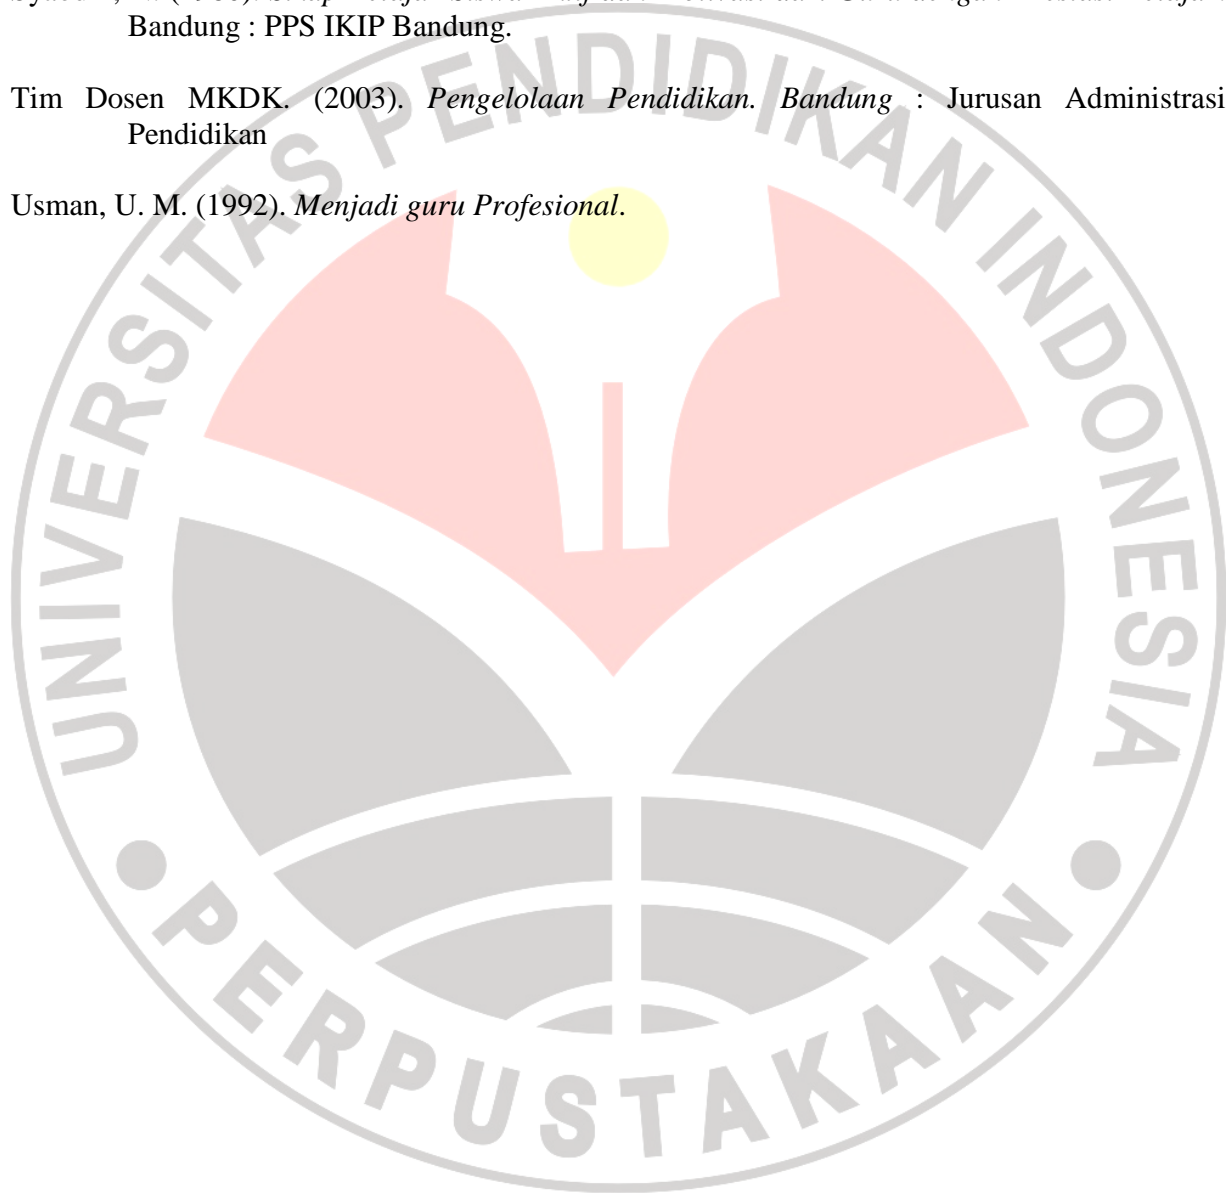 Bandung : PPS IKIP Bandung.
Tim Dosen MKDK. (2003). Pengelolaan Pendidikan. Bandung : Jurusan Administrasi
Pendidikan
Usman, U. M. (1992). Menjadi guru Profesional.
UNIVERSITAS PENDIDIKAN INDONESIA
PERPUSTAKAAN